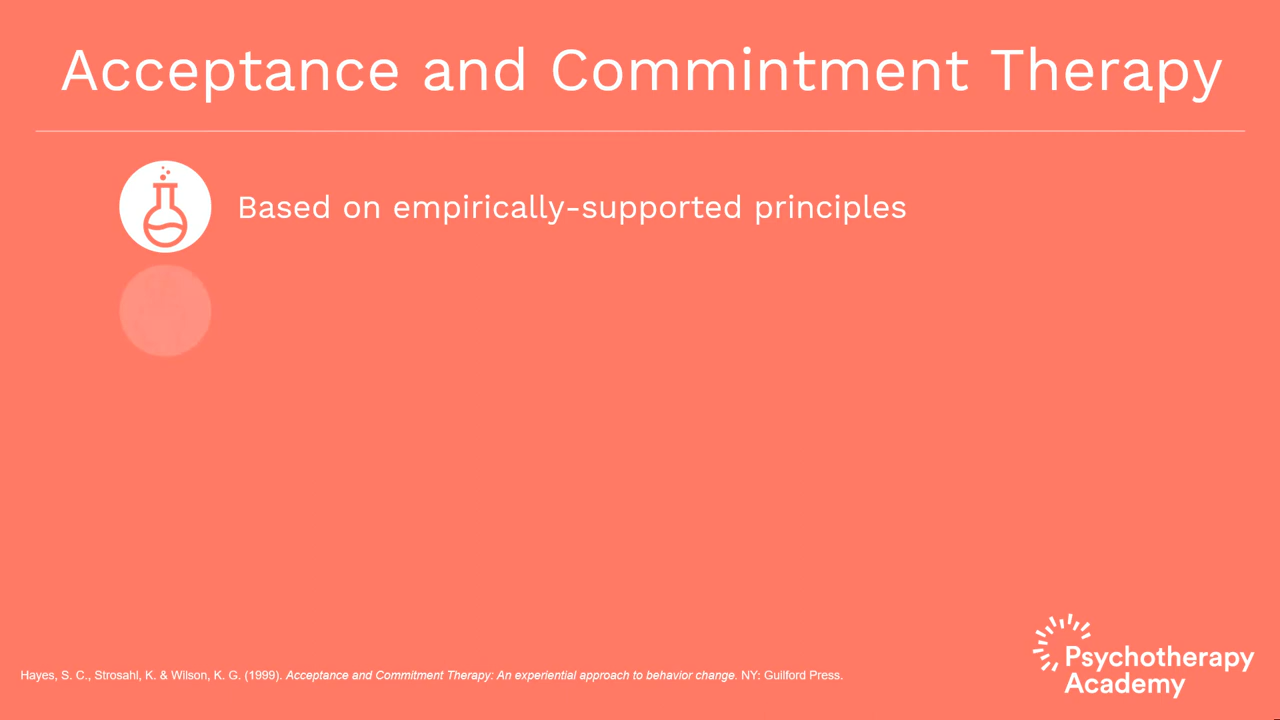 Acceptance and Commintment Therapy
Based on empirically-supported principles
Hayes, S. C., Strosahl, K. & Wilson, K. G. (1999). Acceptance and Commitment Therapy: An experiential approach to behavior change. NY: Guilford Press.
Psychotherapy
Academy